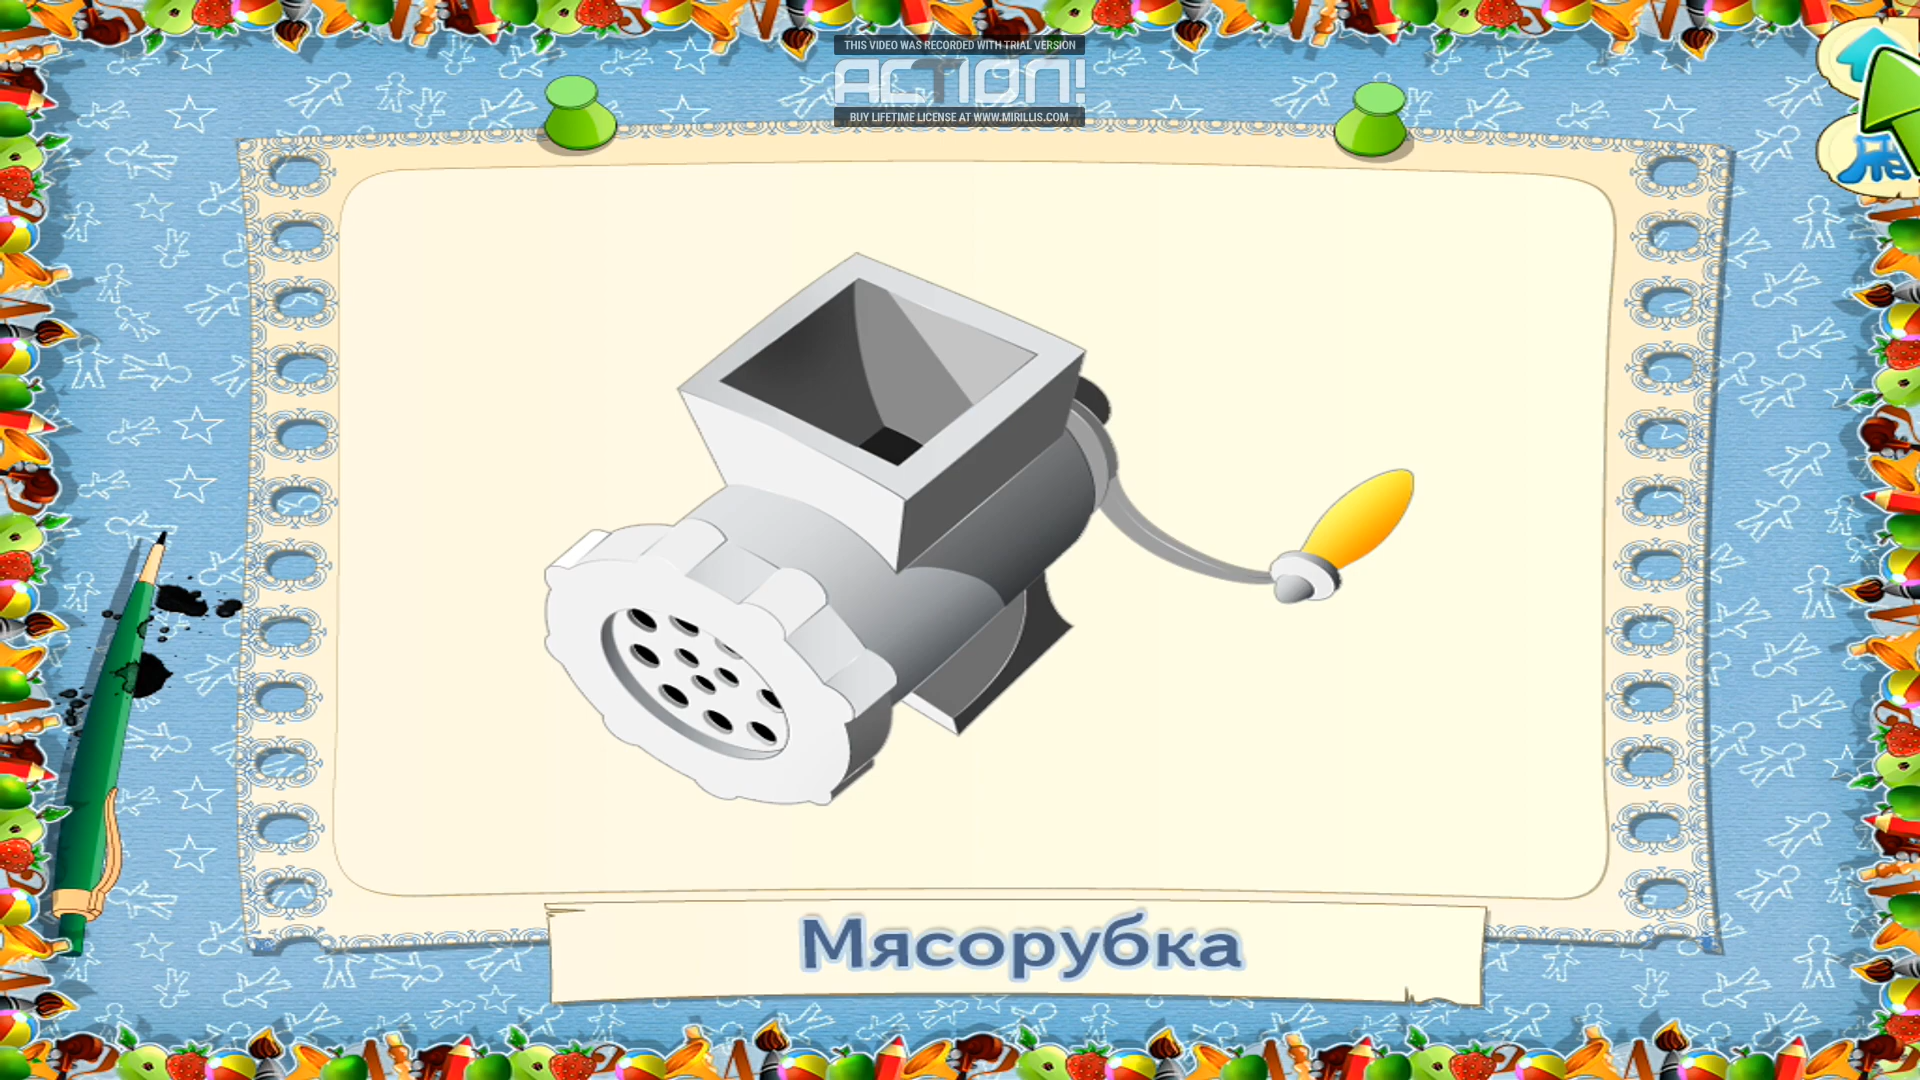 THIS VIDEO WAS RECORDED WITH TRIAL VERSION
ACTION!
BUY LIFETIME LICENSE AT WWW.MIRILLIS.COM
Мясорубка